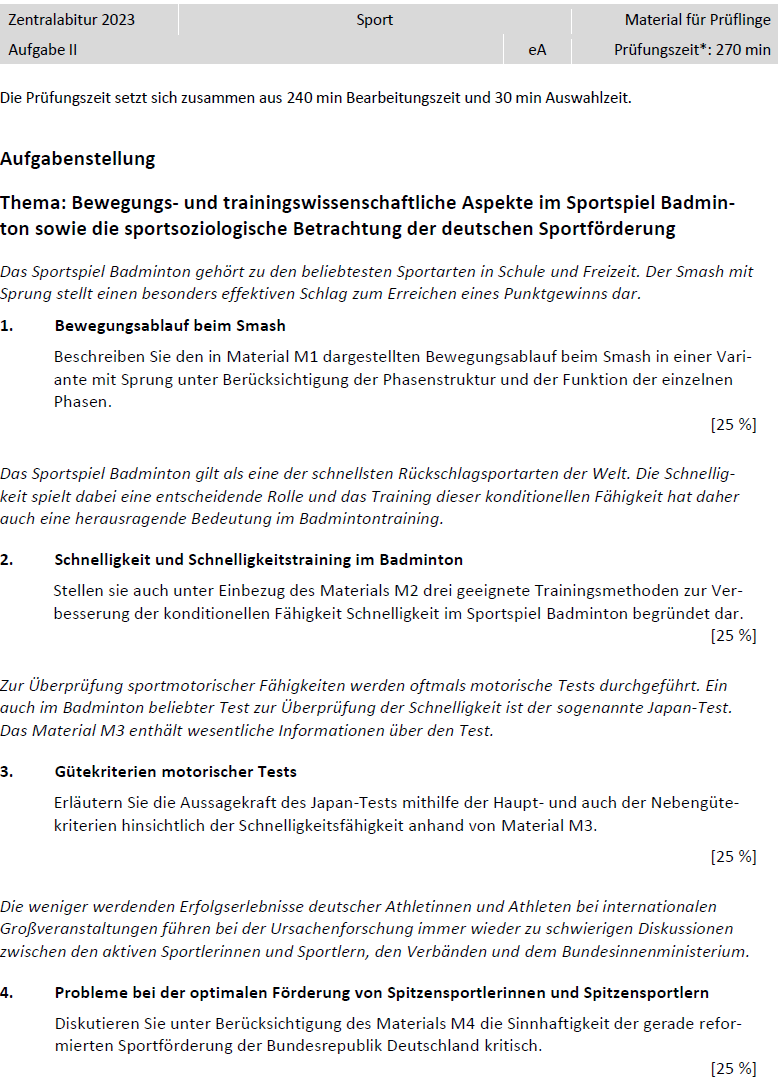 Zentralabitur 2023 Sport Material für Prüflinge
Aufgabe II eA Prüfungszeit*: 270 min
Die Prüfungszeit setzt sich zusammen aus 240 min Bearbeitungszeit und 30 min Auswahlzeit.
Aufgabenstellung
Thema: Bewegungs- und trainingswissenschaftliche Aspekte im Sportspiel Badmin-
ton sowie die sportsoziologische Betrachtung der deutschen Sportförderung
Das Sportspiel Badminton gehört zu den beliebtesten Sportarten in Schule und Freizeit. Der Smash mit
Sprung stellt einen besonders effektiven Schlag zum Erreichen eines Punktgewinns dar.
1. Bewegungsablauf beim Smash
Beschreiben Sie den in Material M1 dargestellten Bewegungsablauf beim Smash in einer Vari-
ante mit Sprung unter Berücksichtigung der Phasenstruktur und der Funktion der einzelnen
Phasen.
[25 %]
Das Sportspiel Badminton gilt als eine der schnellsten Rückschlagsportarten der Welt. Die Schnellig-
keit spielt dabei eine entscheidende Rolle und das Training dieser konditionellen Fähigkeit hat daher
auch eine herausragende Bedeutung im Badmintontraining.
2. Schnelligkeit und Schnelligkeitstraining im Badminton
Stellen sie auch unter Einbezug des Materials M2 drei geeignete Trainingsmethoden zur Ver-
besserung der konditionellen Fähigkeit Schnelligkeit im Sportspiel Badminton begründet dar.
[25 %]
Zur Überprüfung sportmotorischer Fähigkeiten werden oftmals motorische Tests durchgeführt. Ein
auch im Badminton beliebter Test zur Überprüfung der Schnelligkeit ist der sogenannte Japan-Test.
Das Material M3 enthält wesentliche Informationen über den Test.
3. Gütekriterien motorischer Tests
Erläutern Sie die Aussagekraft des Japan-Tests mithilfe der Haupt- und auch der Nebengüte-
kriterien hinsichtlich der Schnelligkeitsfähigkeit anhand von Material M3.
[25 %]
Die weniger werdenden Erfolgserlebnisse deutscher Athletinnen und Athleten bei internationalen
Großveranstaltungen führen bei der Ursachenforschung immer wieder zu schwierigen Diskussionen
zwischen den aktiven Sportlerinnen und Sportlern, den Verbänden und dem Bundesinnenministerium.
4. Probleme bei der optimalen Förderung von Spitzensportlerinnen und Spitzensportlern
Diskutieren Sie unter Berücksichtigung des Materials M4 die Sinnhaftigkeit der gerade refor-
mierten Sportförderung der Bundesrepublik Deutschland kritisch.
[25 %]